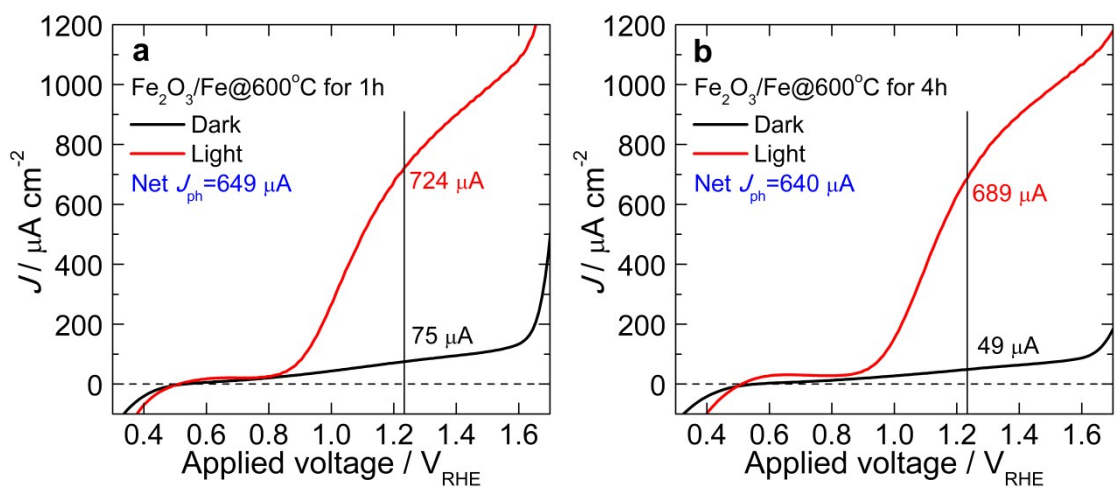 a
Fe₂O₃/Fe@600°C for 1h
Dark
Light
Net Jph=649 µA
724 µA
75 µA
J / µA cm⁻²
1200
1000
800
600
400
200
0
0.4 0.6 0.8 1.0 1.2 1.4 1.6
Applied voltage / VRHE
b
Fe₂O₃/Fe@600°C for 4h
Dark
Light
Net Jph=640 µA
689 µA
49 µA
J / µA cm⁻²
1200
1000
800
600
400
200
0
0.4 0.6 0.8 1.0 1.2 1.4 1.6
Applied voltage / VRHE